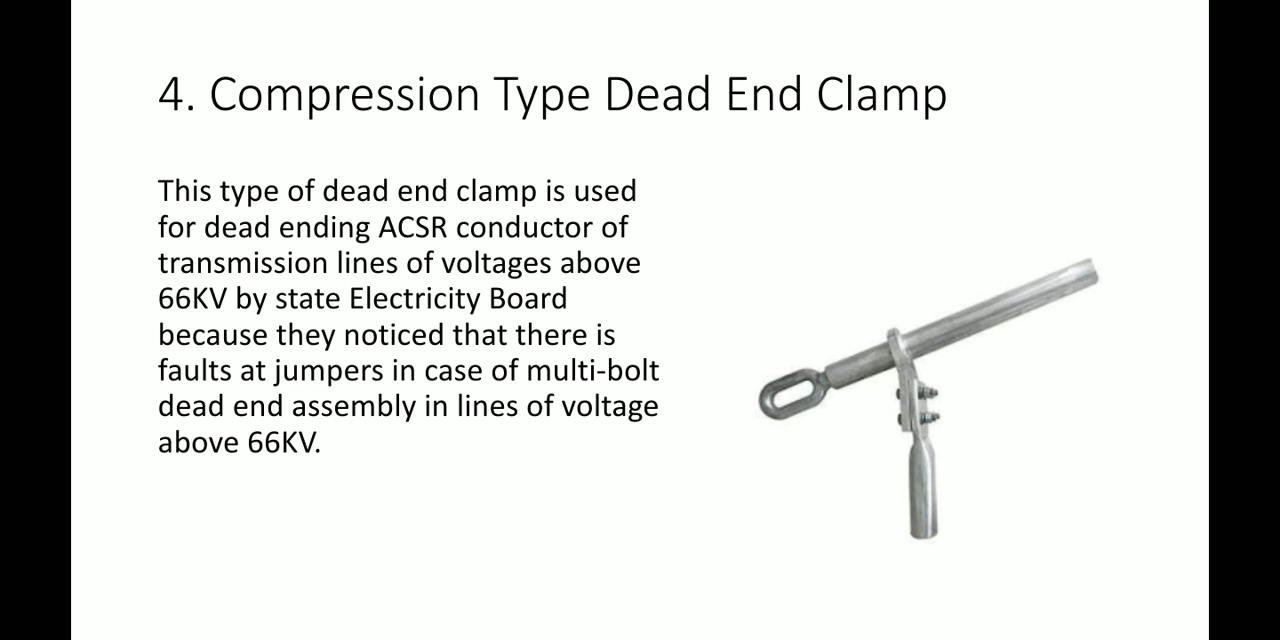 4. Compression Type Dead End Clamp
This type of dead end clamp is used
for dead ending ACSR conductor of
transmission lines of voltages above
66KV by state Electricity Board
because they noticed that there is
faults at jumpers in case of multi-bolt
dead end assembly in lines of voltage
above 66KV.